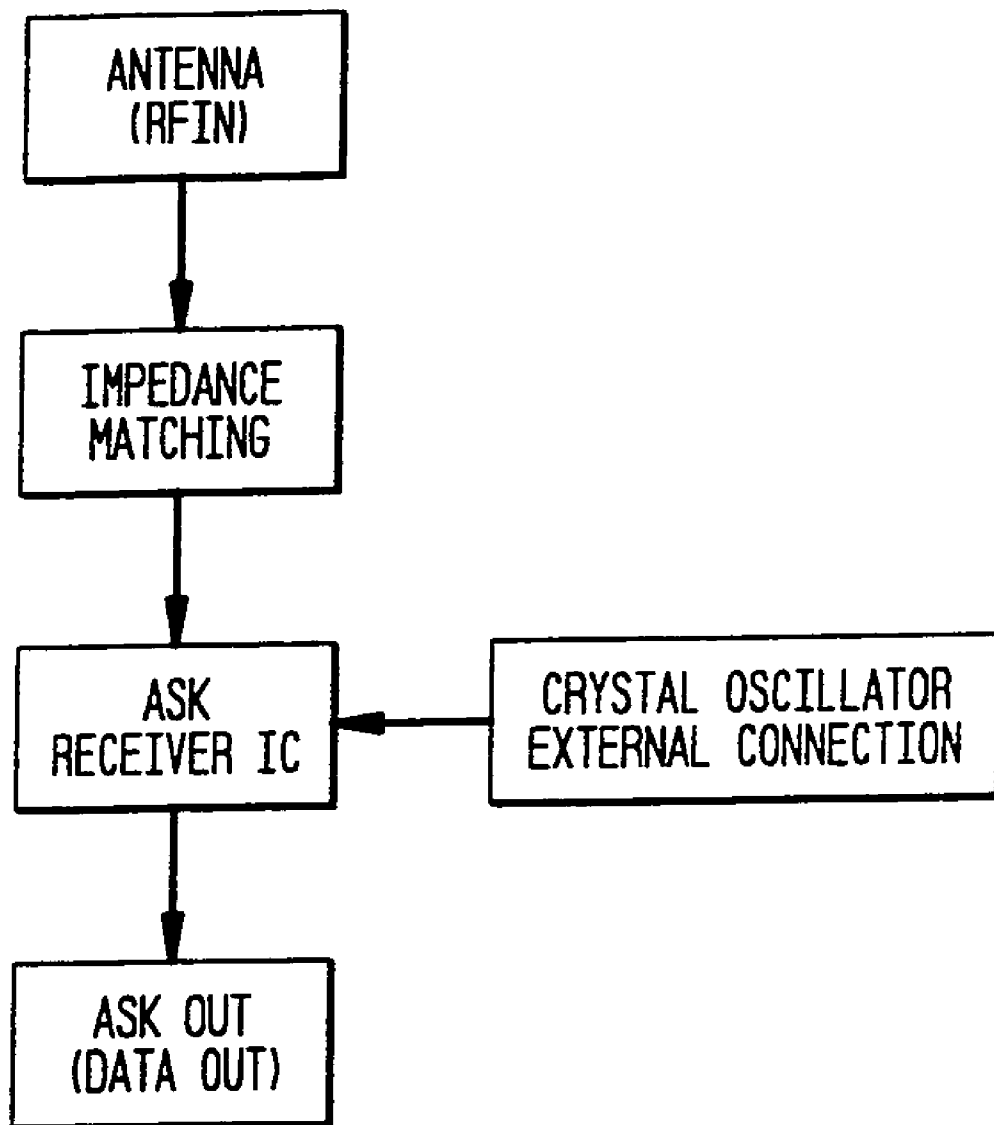 ANTENNA
(RFIN)
IMPEDANCE
MATCHING
ASK
RECEIVER IC
CRYSTAL OSCILLATOR
EXTERNAL CONNECTION
ASK OUT
(DATA OUT)